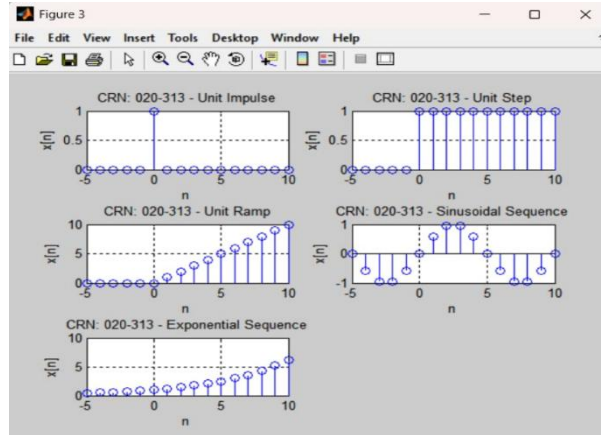 Figure 3
File Edit View Insert Tools Desktop Window Help
CRN: 020-313 - Unit Impulse
1
0.5
0
x[n]
-5 0 5 10
n
CRN: 020-313 - Unit Step
1
0.5
0
x[n]
-5 0 5 10
n
CRN: 020-313 - Unit Ramp
10
5
0
x[n]
-5 0 5 10
n
CRN: 020-313 - Sinusoidal Sequence
1
0
-1
x[n]
-5 0 5 10
n
CRN: 020-313 - Exponential Sequence
10
5
0
x[n]
-5 0 5 10
n